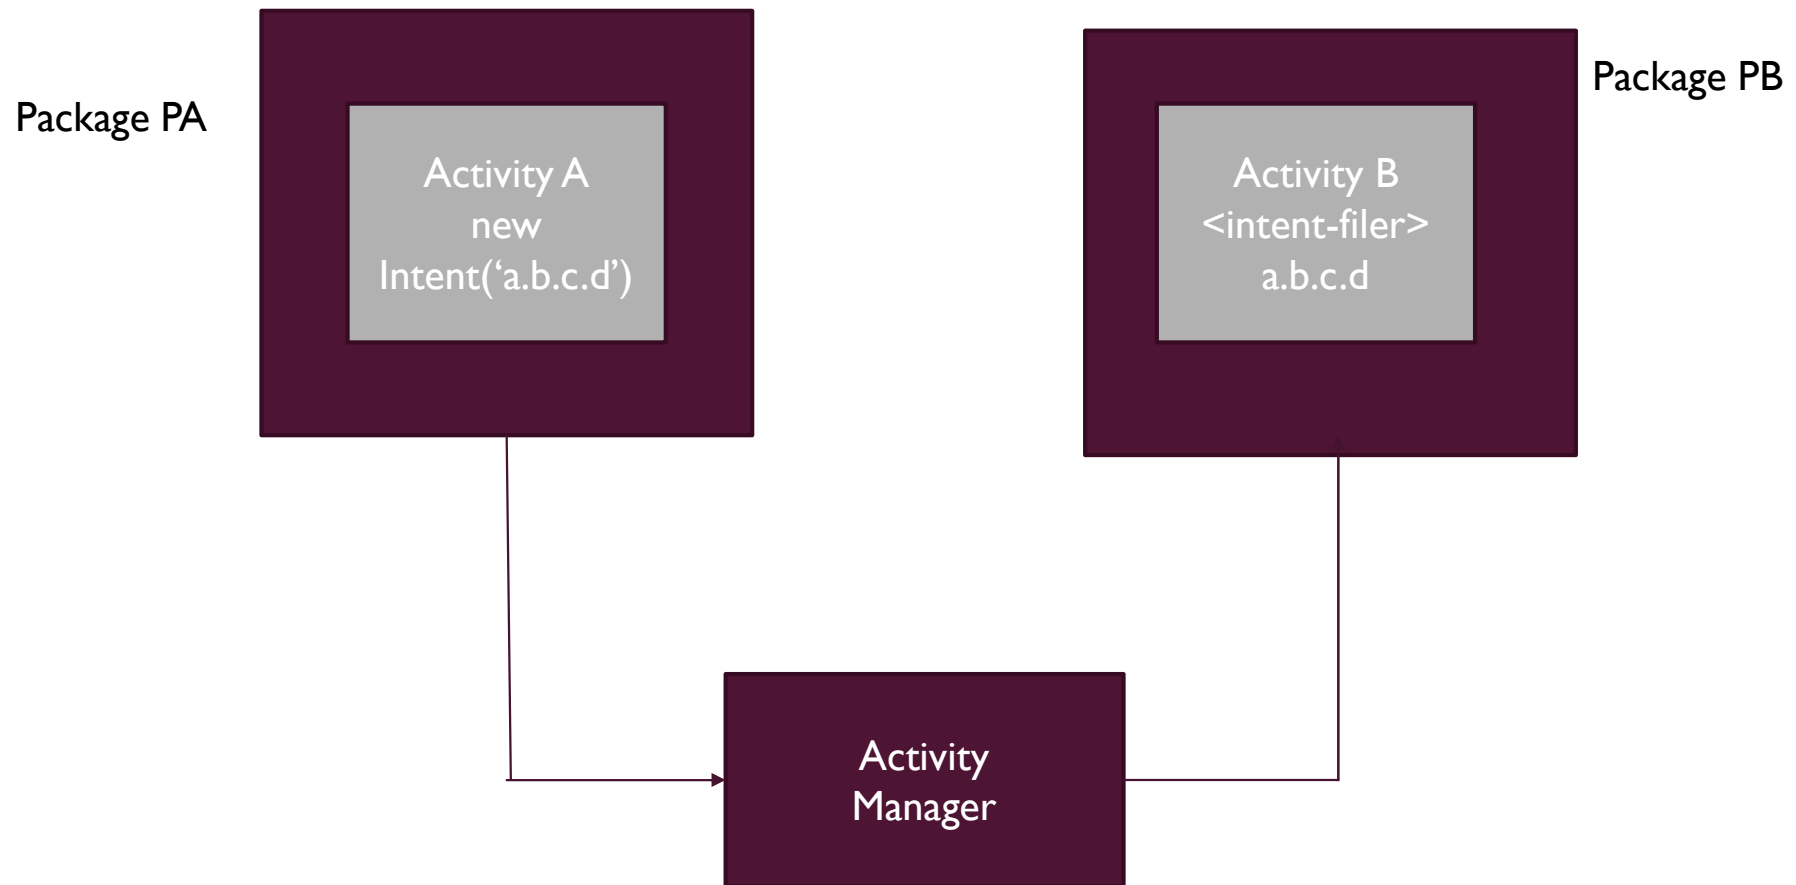 Package PA
Activity A
new
Intent(‘a.b.c.d’)
Activity B
<intent-filer>
a.b.c.d
Package PB
Activity
Manager